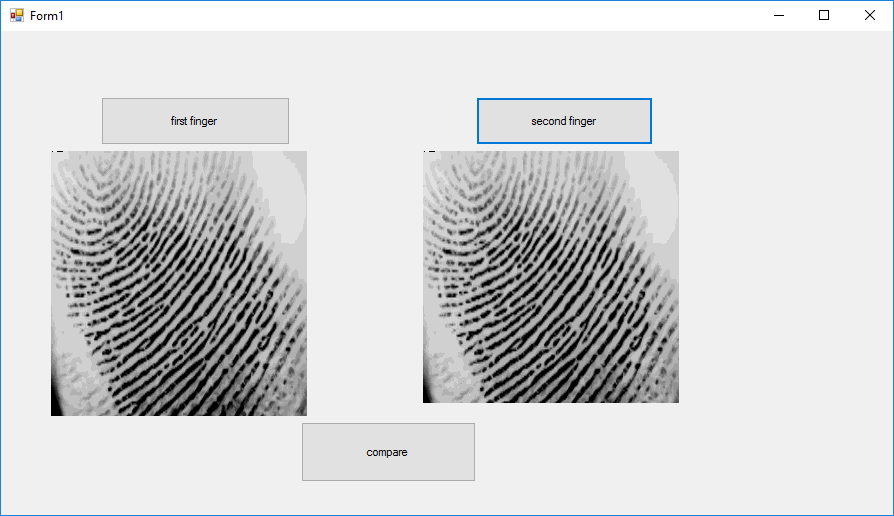 Form1
first finger
second finger
compare